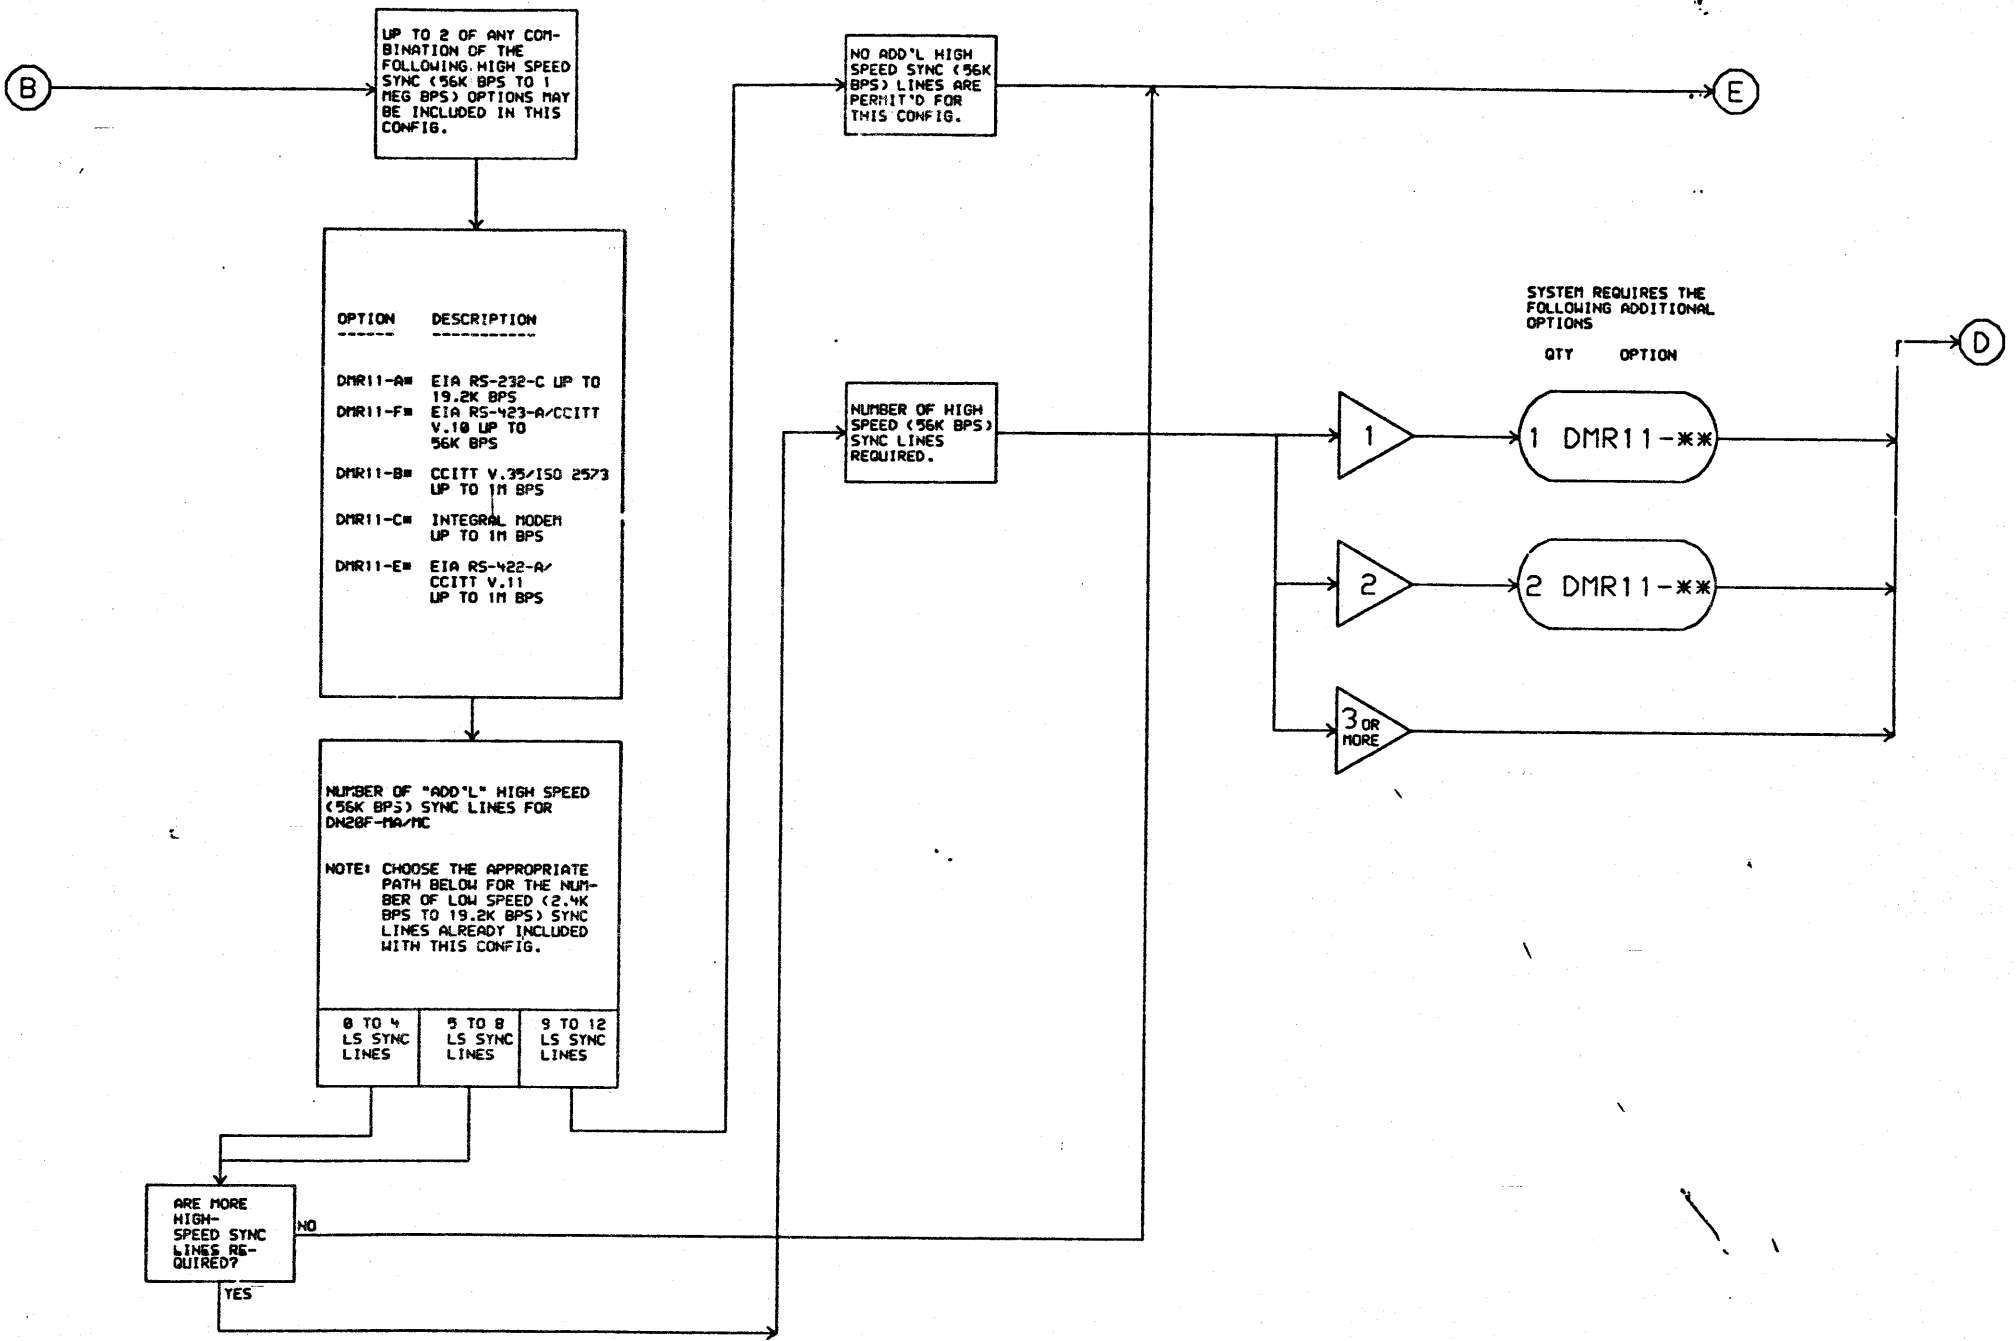 B
UP TO 2 OF ANY COM-
BINATION OF THE
FOLLOWING HIGH SPEED
SYNC (56K BPS TO 1
MEG BPS) OPTIONS MAY
BE INCLUDED IN THIS
CONFIG.
OPTION DESCRIPTION
------ -----------
DMR11-A* EIA RS-232-C UP TO
19.2K BPS
DMR11-F* EIA RS-423-A/CCITT
V.10 UP TO
56K BPS
DMR11-B* CCITT V.35/ISO 2573
UP TO 1M BPS
DMR11-C* INTEGRAL MODEM
UP TO 1M BPS
DMR11-E* EIA RS-422-A/
CCITT V.11
UP TO 1M BPS
NUMBER OF "ADD'L" HIGH SPEED
(56K BPS) SYNC LINES FOR
DN20F-MA/MC
NOTE: CHOOSE THE APPROPRIATE
PATH BELOW FOR THE NUM-
BER OF LOW SPEED (2.4K
BPS TO 19.2K BPS) SYNC
LINES ALREADY INCLUDED
WITH THIS CONFIG.
0 TO 4
LS SYNC
LINES
5 TO 8
LS SYNC
LINES
9 TO 12
LS SYNC
LINES
ARE MORE
HIGH-
SPEED SYNC
LINES RE-
QUIRED?
NO
YES
NO ADD'L HIGH
SPEED SYNC (56K
BPS) LINES ARE
PERMIT'D FOR
THIS CONFIG.
E
NUMBER OF HIGH
SPEED (56K BPS)
SYNC LINES
REQUIRED.
SYSTEM REQUIRES THE
FOLLOWING ADDITIONAL
OPTIONS
QTY OPTION
D
1
1 DMR11-**
2
2 DMR11-**
3 OR
MORE